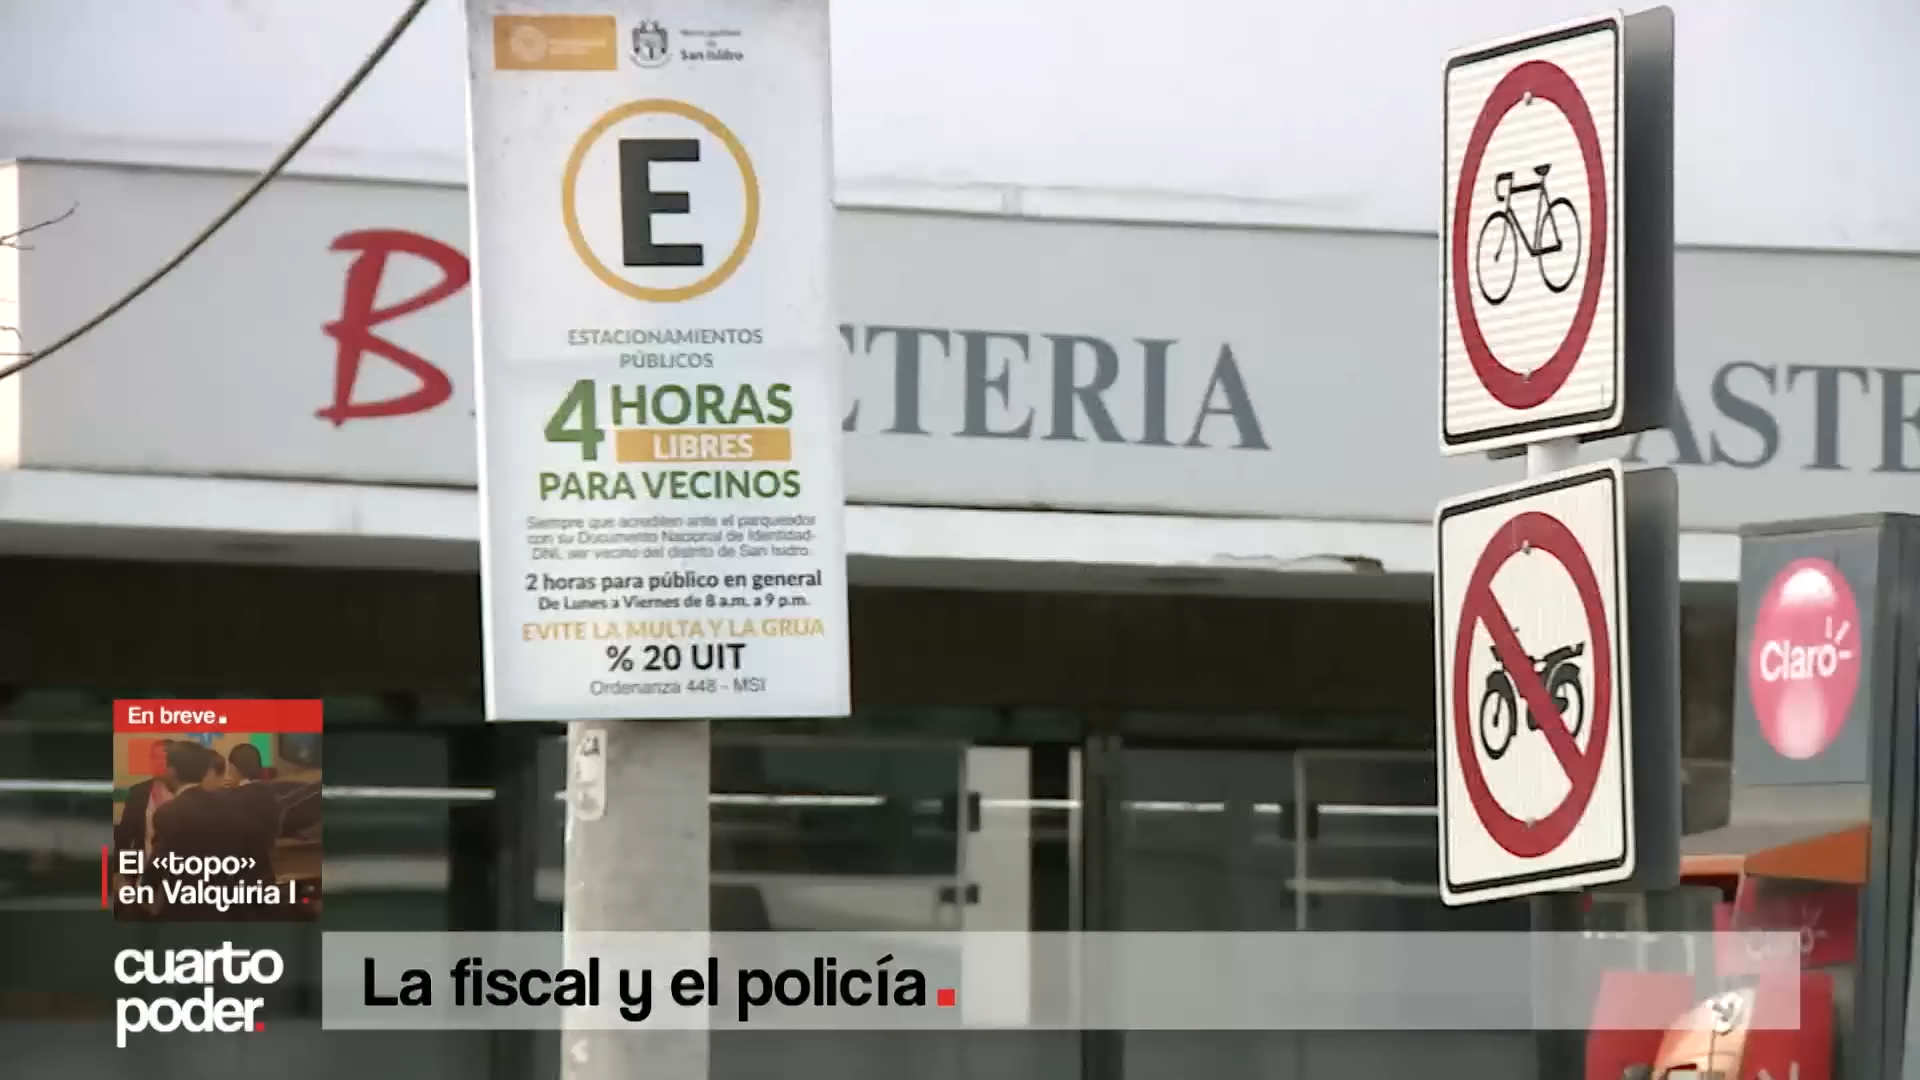 Municipalidad
de
San Isidro
E
ESTACIONAMIENTOS
PÚBLICOS
4 HORAS
LIBRES
PARA VECINOS
Siempre que acrediten ante el parqueador
con su Documento Nacional de Identidad-
DNI, ser vecino del distrito de San Isidro.
2 horas para público en general
De Lunes a Viernes de 8 a.m. a 9 p.m.
EVITE LA MULTA Y LA GRUA
% 20 UIT
Ordenanza 448 - MSI
B ETERIA
ASTE
Claro
En breve.
El «topo»
en Valquiria I.
cuarto
poder.
La fiscal y el policía.